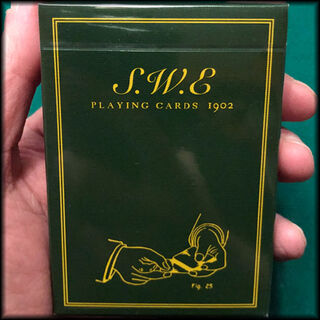 S.W.E
PLAYING CARDS 1902
Fig. 25